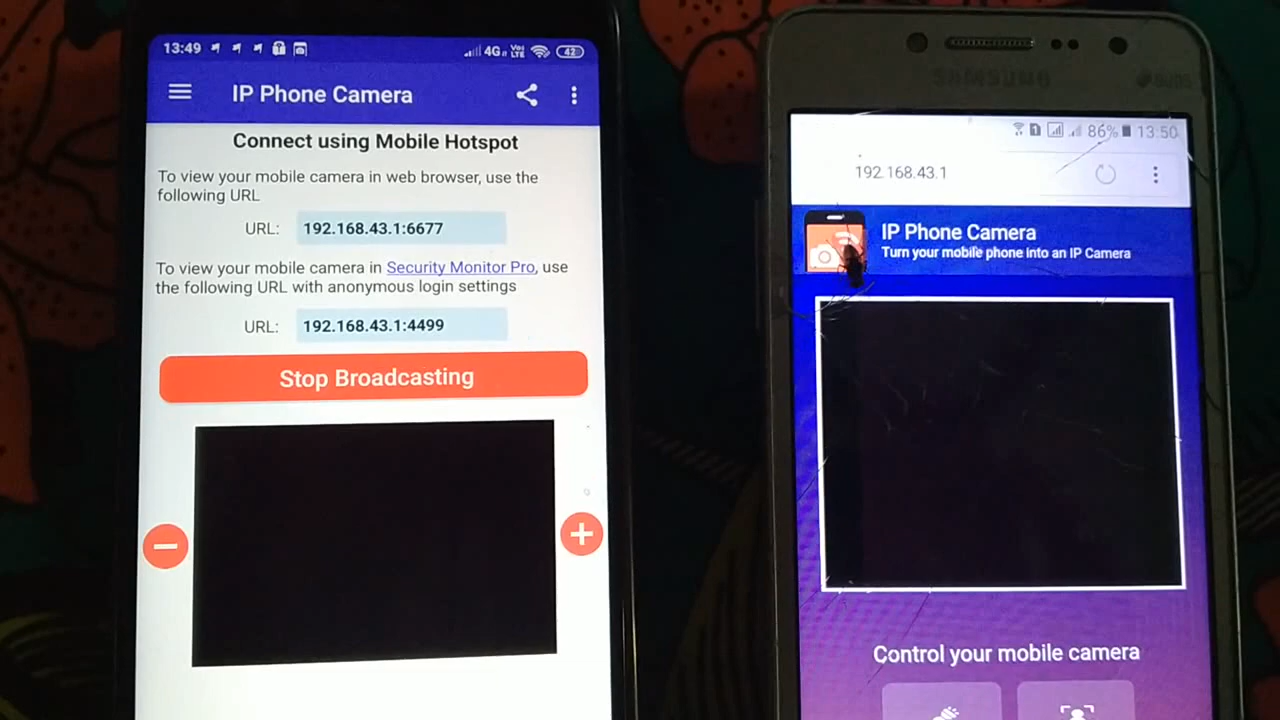 13:49
4G
Vo
LTE
42
IP Phone Camera
Connect using Mobile Hotspot
To view your mobile camera in web browser, use the
following URL
URL: 192.168.43.1:6677
To view your mobile camera in Security Monitor Pro, use
the following URL with anonymous login settings
URL: 192.168.43.1:4499
Stop Broadcasting
SAMSUNG
86% 13:50
192.168.43.1
IP Phone Camera
Turn your mobile phone into an IP Camera
Control your mobile camera